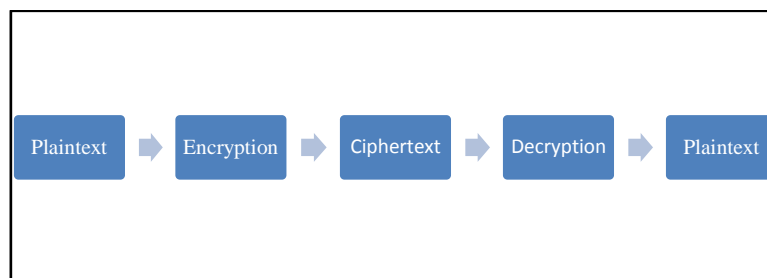 Plaintext
Encryption
Ciphertext
Decryption
Plaintext